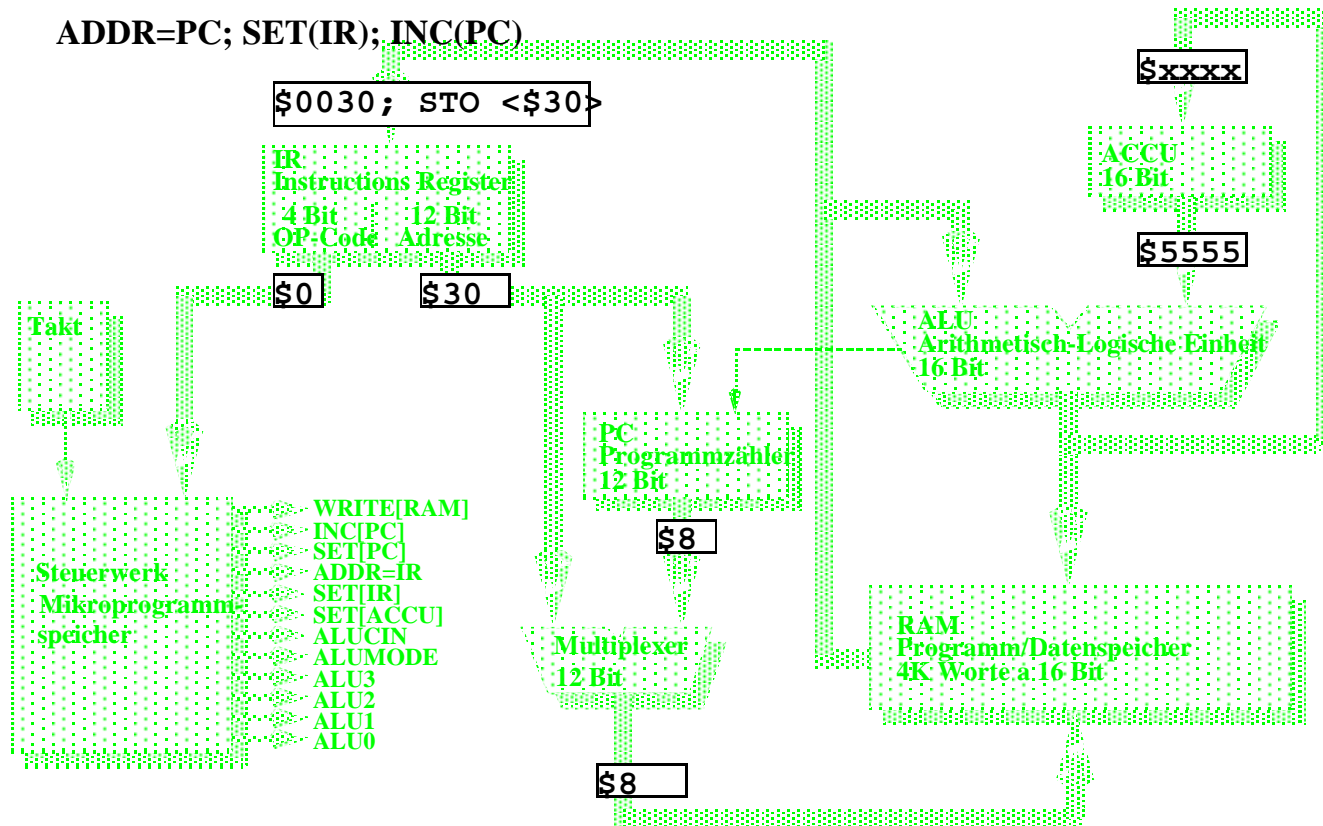 ADDR=PC; SET(IR); INC(PC)
$xxxx
$0030; STO <$30>
IR
Instructions Register
4 Bit 12 Bit
OP-Code Adresse
ACCU
16 Bit
$5555
$0
$30
Takt
ALU
Arithmetisch-Logische Einheit
16 Bit
PC
Programmzähler
12 Bit
$8
WRITE[RAM]
INC[PC]
SET[PC]
ADDR=IR
SET[IR]
SET[ACCU]
ALUCIN
ALUMODE
ALU3
ALU2
ALU1
ALU0
Steuerwerk
Mikroprogramm-
speicher
Multiplexer
12 Bit
RAM
Programm/Datenspeicher
4K Worte a 16 Bit
$8